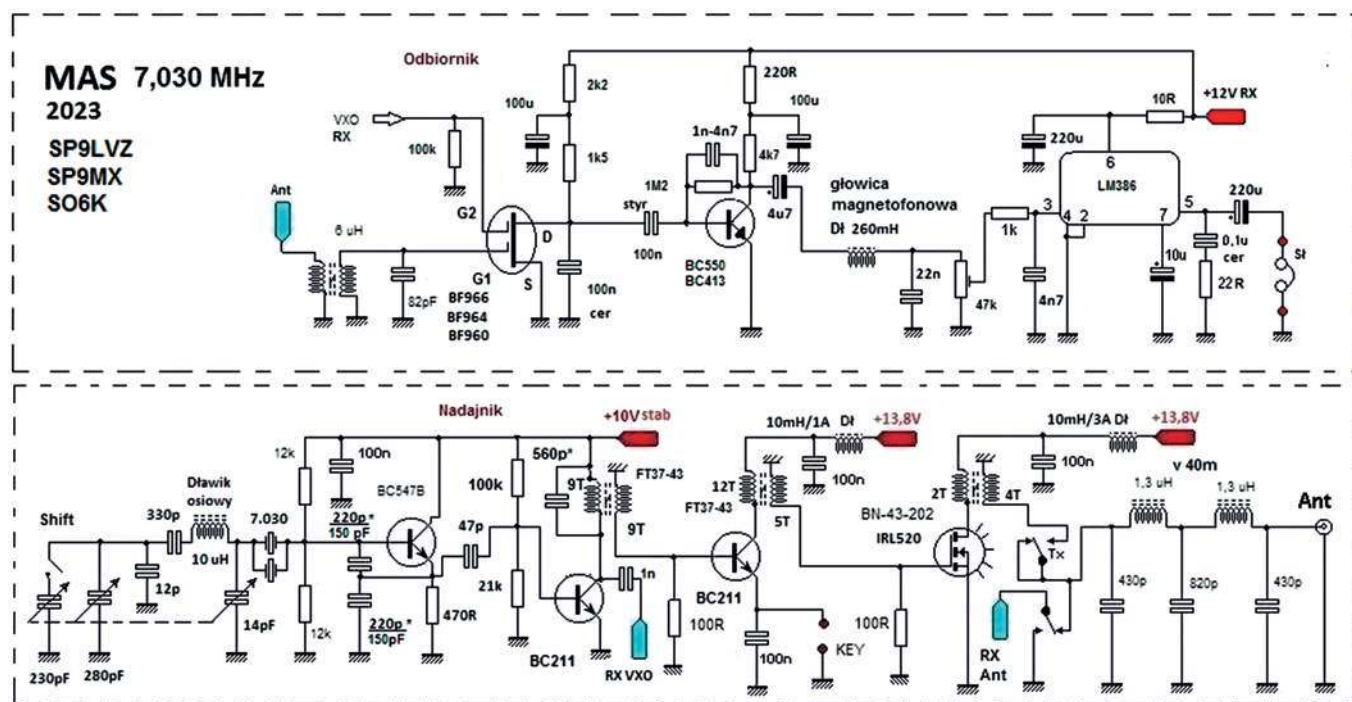 MAS 7,030 MHz
2023
SP9LVZ
SP9MX
SO6K
Odbiornik
VXO
RX
100k
Ant
6 uH
82pF
G2
G1
D
S
BF966
BF964
BF960
100u
2k2
1k5
100n
cer
styr
100n
1M2
1n-4n7
220R
100u
4k7
4u7
BC550
BC413
głowica
magnetofonowa
Dł 260mH
22n
47k
1k
4n7
220u
10R
+12V RX
6
LM386
3
4
2
7
5
10u
220u
0,1u
cer
22R
Sł
Nadajnik
+10V stab
Shift
230pF
280pF
12p
330p
Dławik
osiowy
10 uH
7.030
14pF
12k
12k
100n
BC547B
220p*
150 pF
220p*
150pF
470R
47p
100k
21k
560p*
9T
9T
FT37-43
BC211
1n
RX VXO
100R
10mH/1A Dł
+13,8V
100n
12T
FT37-43
5T
BC211
100n
KEY
100R
10mH/3A Dł
+13,8V
100n
2T
4T
BN-43-202
IRL520
Tx
RX
Ant
v 40m
1,3 uH
1,3 uH
430p
820p
430p
Ant